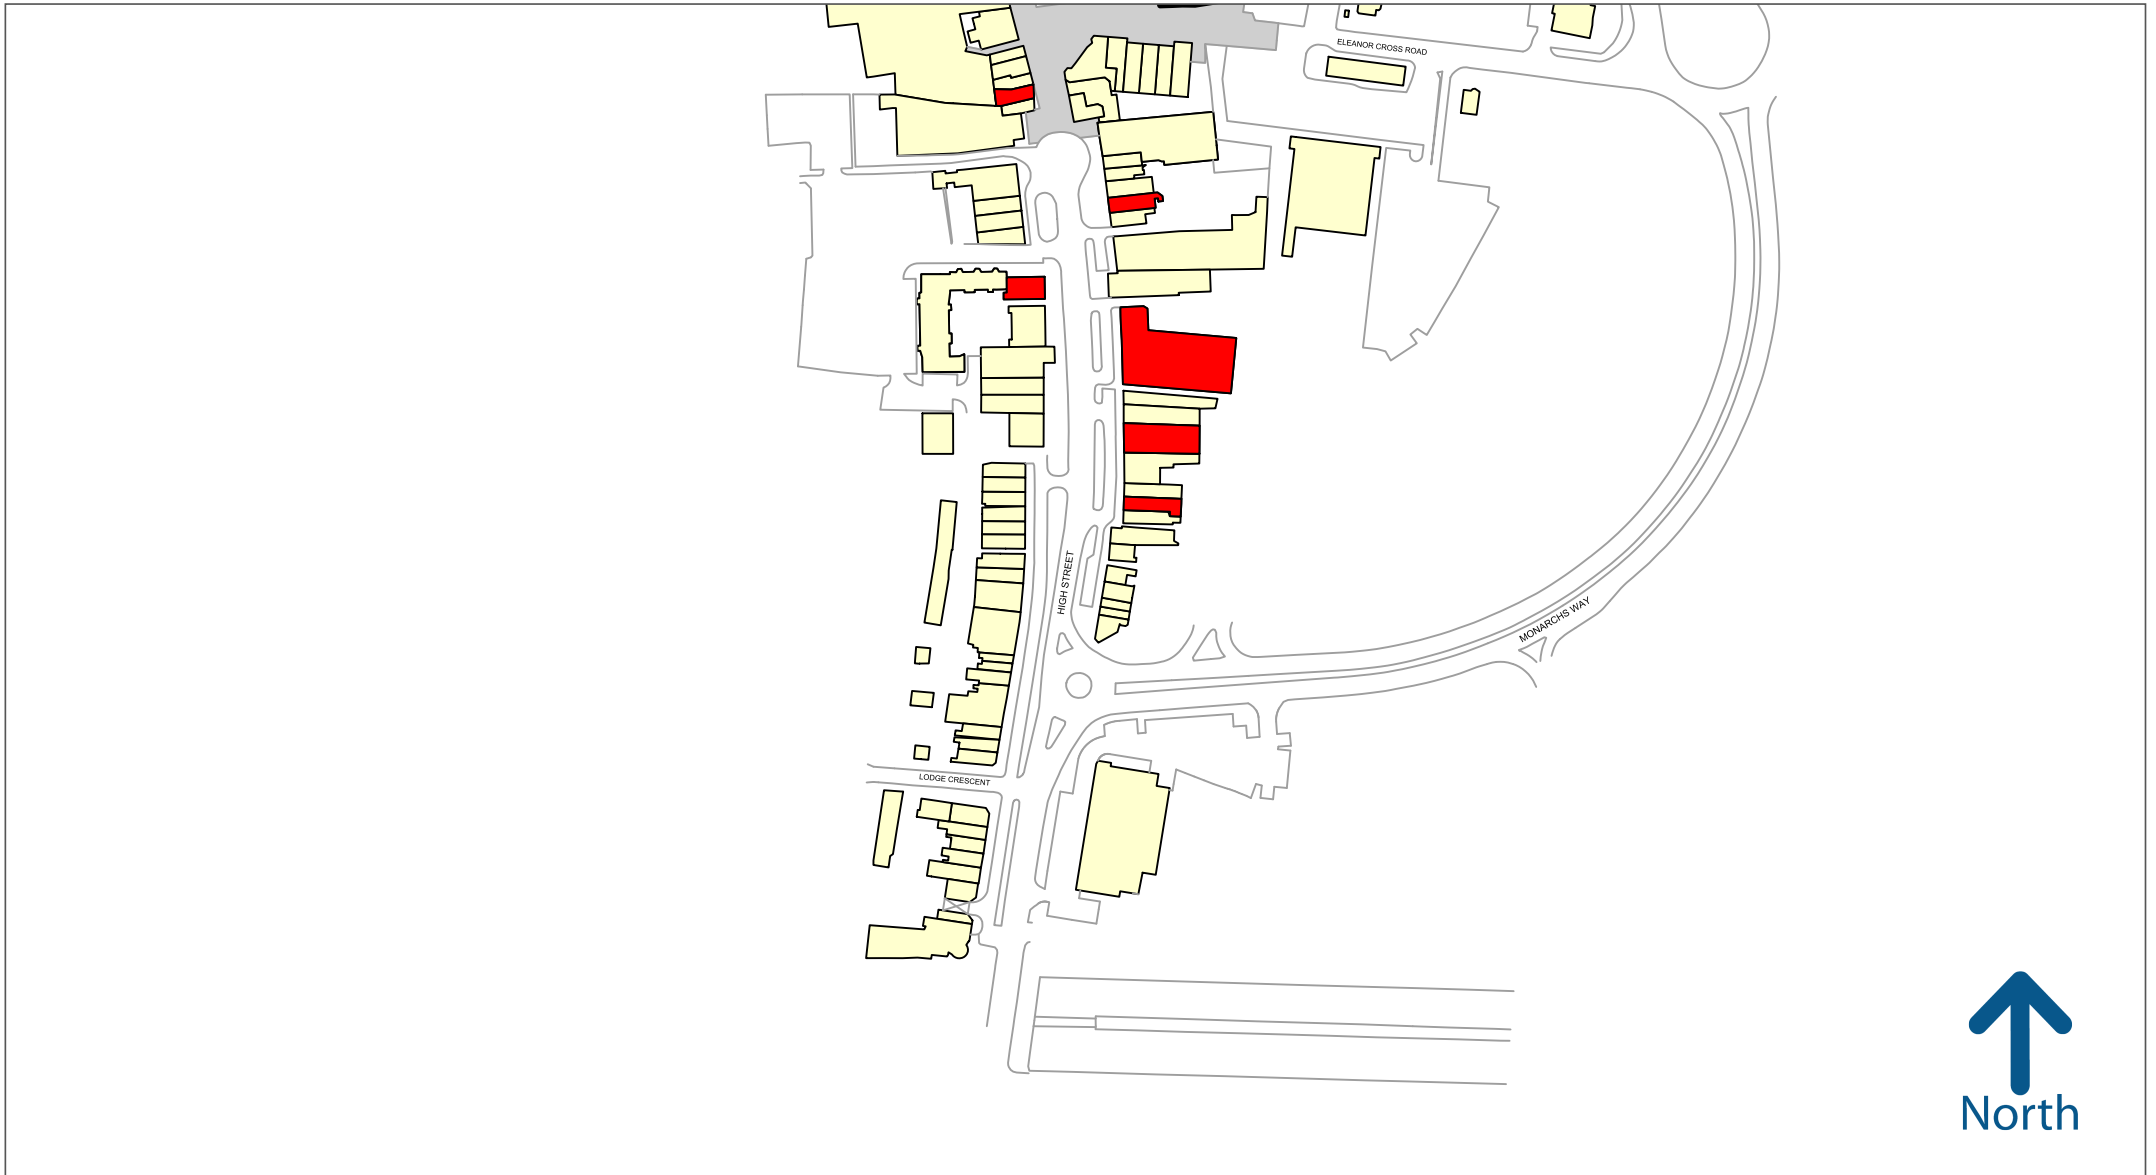 ELEANOR CROSS ROAD
HIGH STREET
MONARCHS WAY
LODGE CRESCENT
North